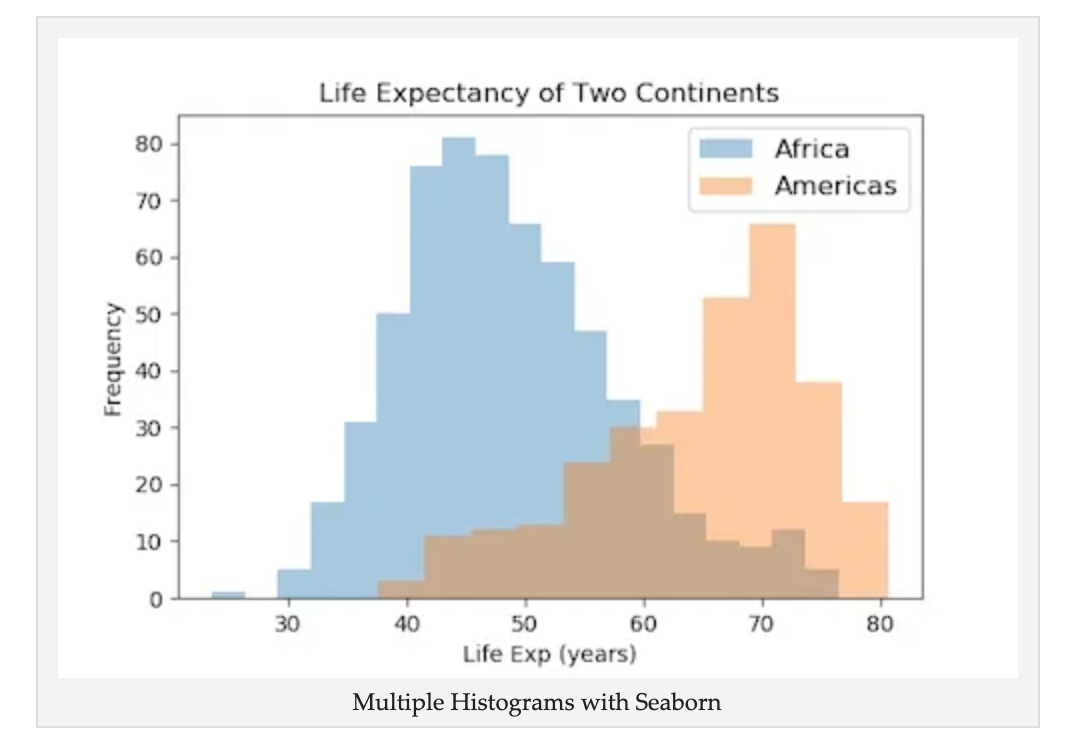 Life Expectancy of Two Continents
Africa
Americas
80
70
60
50
40
30
20
10
0
Frequency
30 40 50 60 70 80
Life Exp (years)
Multiple Histograms with Seaborn